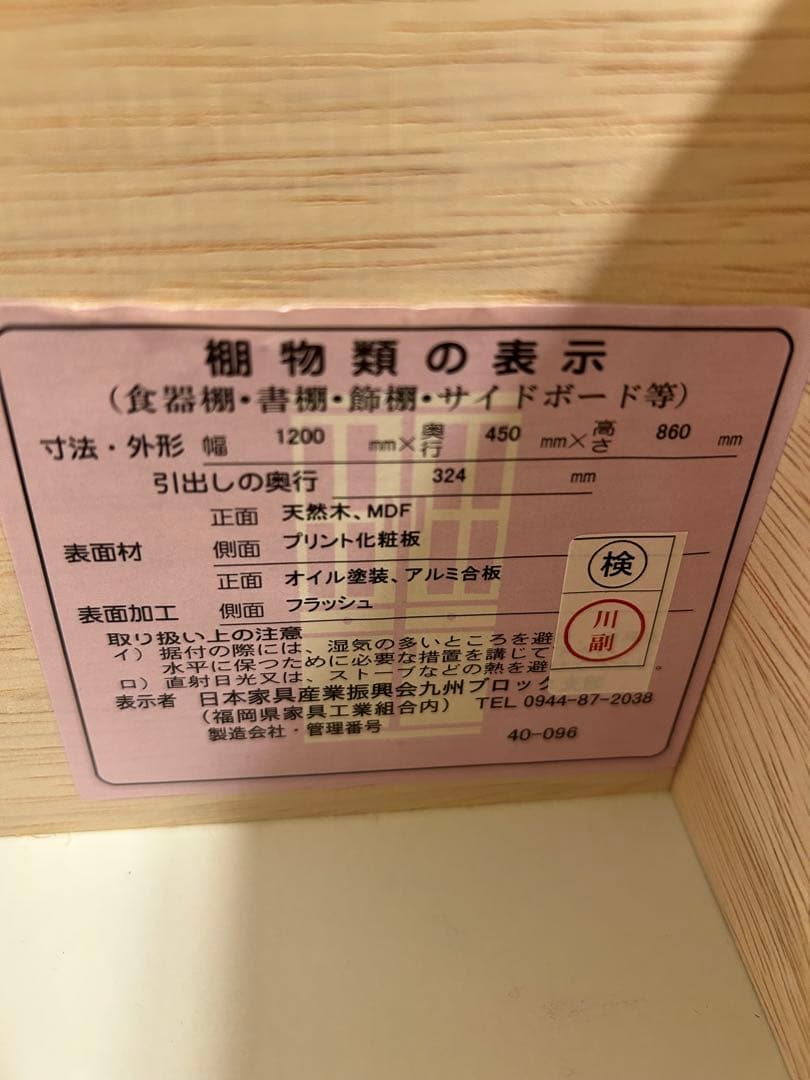 棚物類の表示
（食器棚・書棚・飾棚・サイドボード等）
寸法・外形 幅 1200 mm×奥行 450 mm×高さ 860 mm
引出しの奥行 324 mm
表面材 正面 天然木、MDF
側面 プリント化粧板
表面加工 正面 オイル塗装、アルミ合板
側面 フラッシュ
取り扱い上の注意
イ）据付の際には、湿気の多いところを避
水平に保つために必要な措置を講じて
ロ）直射日光又は、ストーブなどの熱を避
表示者 日本家具産業振興会九州ブロック
（福岡県家具工業組合内） TEL 0944-87-2038
製造会社・管理番号 40-096
検
川副